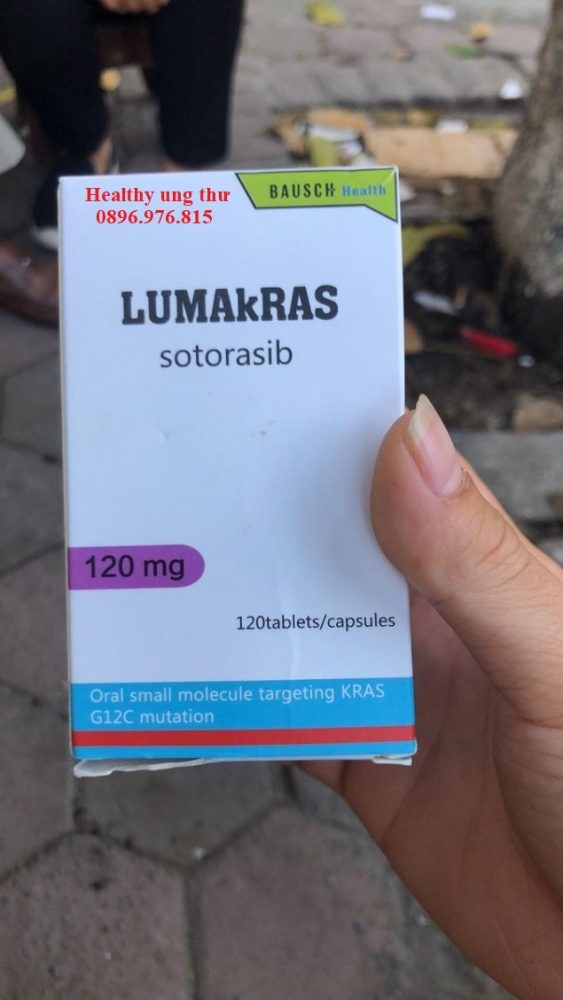 Healthy ung thư
0896.976.815
BAUSCH Health
LUMAkRAS
sotorasib
120 mg
120tablets/capsules
Oral small molecule targeting KRAS
G12C mutation